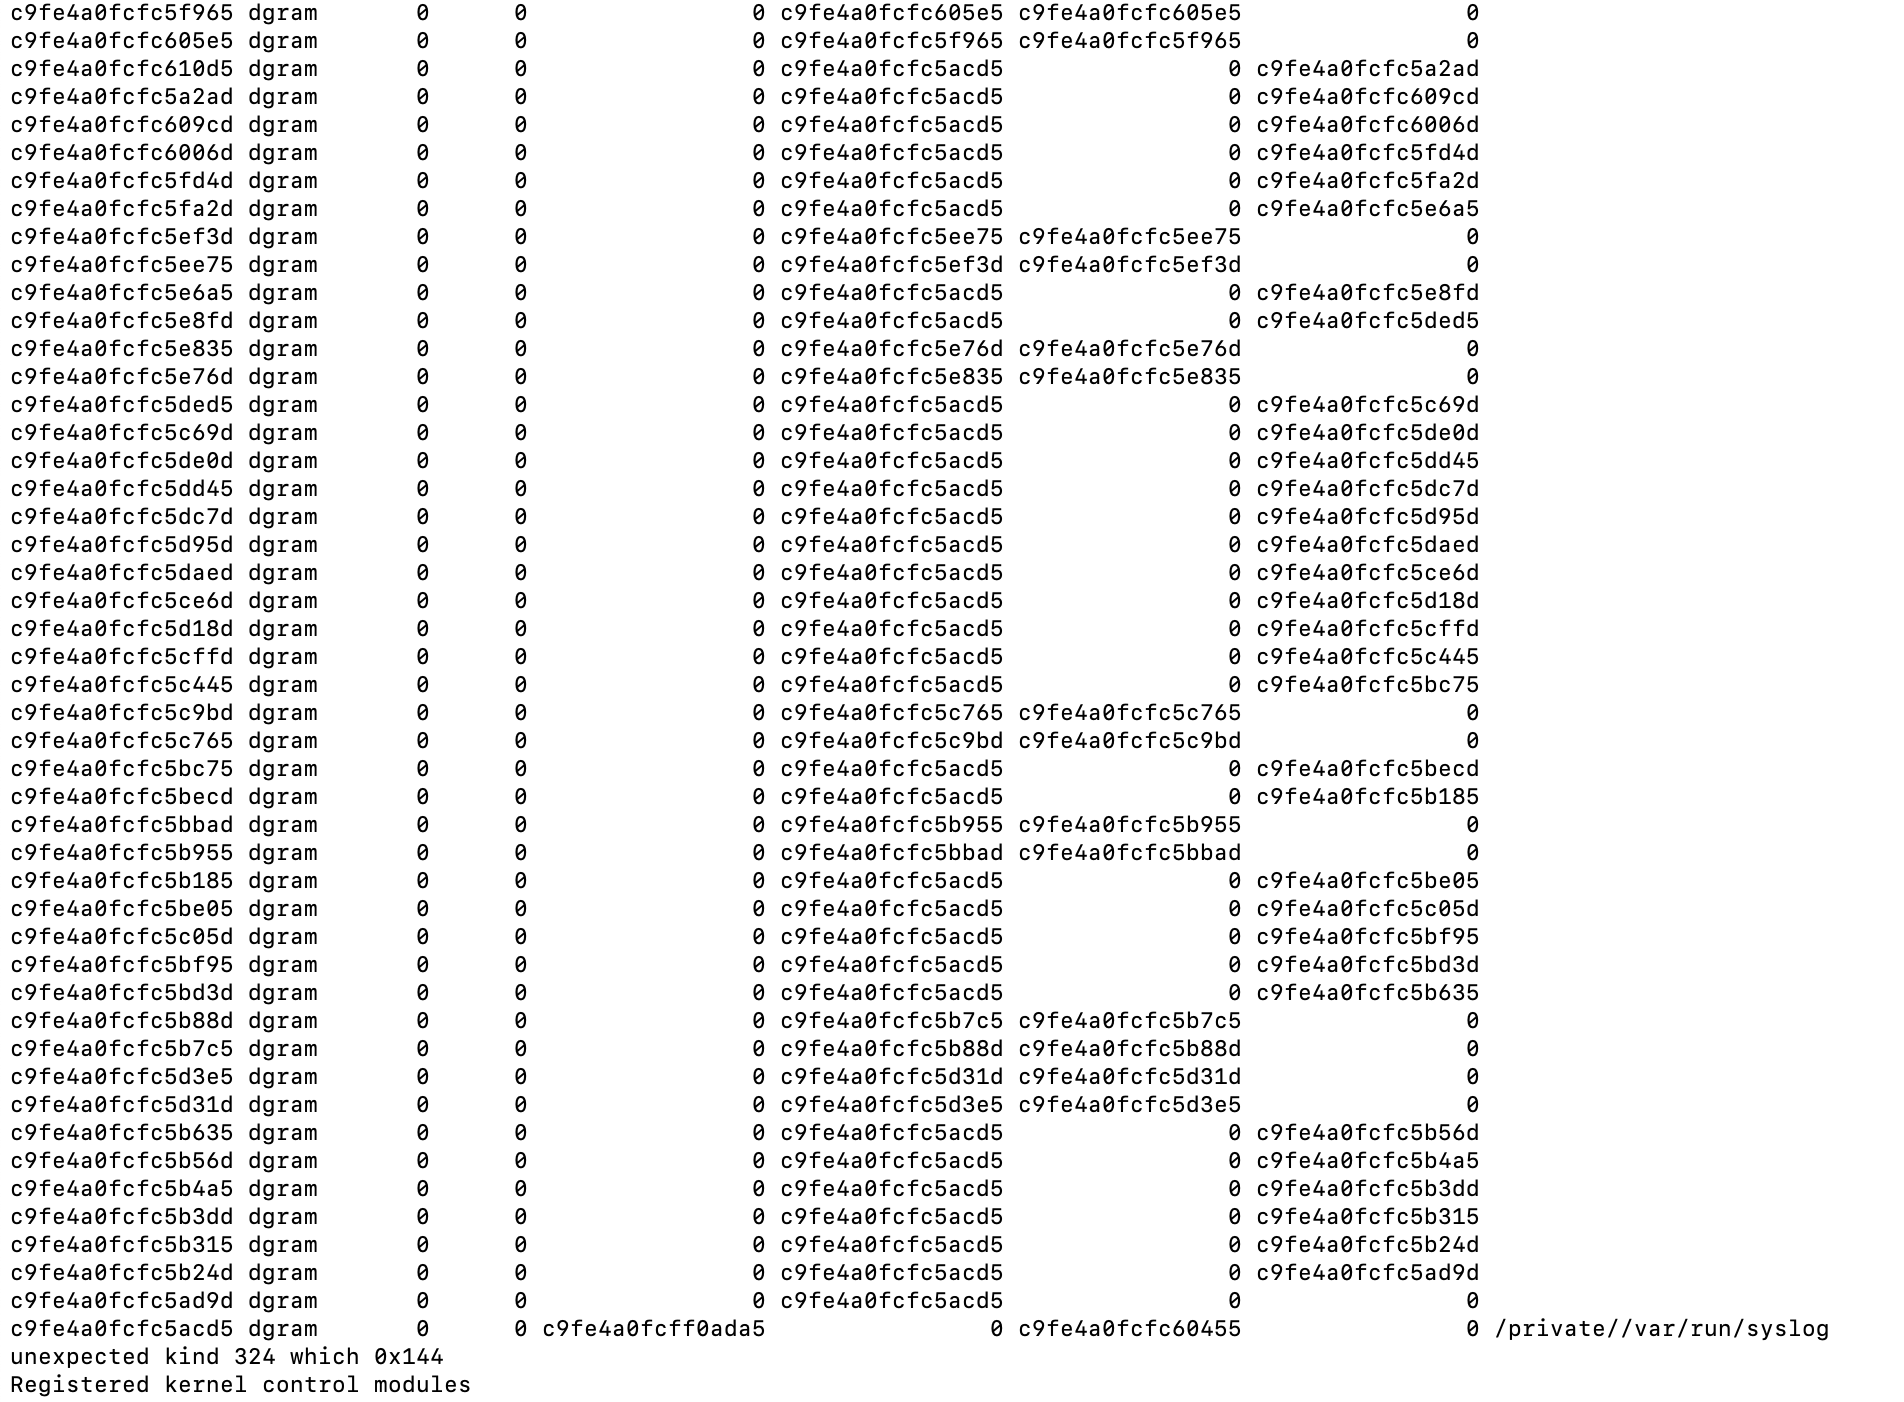 c9fe4a0fcfc5f965 dgram       0      0                0 c9fe4a0fcfc605e5 c9fe4a0fcfc605e5                0
c9fe4a0fcfc605e5 dgram       0      0                0 c9fe4a0fcfc5f965 c9fe4a0fcfc5f965                0
c9fe4a0fcfc610d5 dgram       0      0                0 c9fe4a0fcfc5acd5                0 c9fe4a0fcfc5a2ad
c9fe4a0fcfc5a2ad dgram       0      0                0 c9fe4a0fcfc5acd5                0 c9fe4a0fcfc609cd
c9fe4a0fcfc609cd dgram       0      0                0 c9fe4a0fcfc5acd5                0 c9fe4a0fcfc6006d
c9fe4a0fcfc6006d dgram       0      0                0 c9fe4a0fcfc5acd5                0 c9fe4a0fcfc5fd4d
c9fe4a0fcfc5fd4d dgram       0      0                0 c9fe4a0fcfc5acd5                0 c9fe4a0fcfc5fa2d
c9fe4a0fcfc5fa2d dgram       0      0                0 c9fe4a0fcfc5acd5                0 c9fe4a0fcfc5e6a5
c9fe4a0fcfc5ef3d dgram       0      0                0 c9fe4a0fcfc5ee75 c9fe4a0fcfc5ee75                0
c9fe4a0fcfc5ee75 dgram       0      0                0 c9fe4a0fcfc5ef3d c9fe4a0fcfc5ef3d                0
c9fe4a0fcfc5e6a5 dgram       0      0                0 c9fe4a0fcfc5acd5                0 c9fe4a0fcfc5e8fd
c9fe4a0fcfc5e8fd dgram       0      0                0 c9fe4a0fcfc5acd5                0 c9fe4a0fcfc5ded5
c9fe4a0fcfc5e835 dgram       0      0                0 c9fe4a0fcfc5e76d c9fe4a0fcfc5e76d                0
c9fe4a0fcfc5e76d dgram       0      0                0 c9fe4a0fcfc5e835 c9fe4a0fcfc5e835                0
c9fe4a0fcfc5ded5 dgram       0      0                0 c9fe4a0fcfc5acd5                0 c9fe4a0fcfc5c69d
c9fe4a0fcfc5c69d dgram       0      0                0 c9fe4a0fcfc5acd5                0 c9fe4a0fcfc5de0d
c9fe4a0fcfc5de0d dgram       0      0                0 c9fe4a0fcfc5acd5                0 c9fe4a0fcfc5dd45
c9fe4a0fcfc5dd45 dgram       0      0                0 c9fe4a0fcfc5acd5                0 c9fe4a0fcfc5dc7d
c9fe4a0fcfc5dc7d dgram       0      0                0 c9fe4a0fcfc5acd5                0 c9fe4a0fcfc5d95d
c9fe4a0fcfc5d95d dgram       0      0                0 c9fe4a0fcfc5acd5                0 c9fe4a0fcfc5daed
c9fe4a0fcfc5daed dgram       0      0                0 c9fe4a0fcfc5acd5                0 c9fe4a0fcfc5ce6d
c9fe4a0fcfc5ce6d dgram       0      0                0 c9fe4a0fcfc5acd5                0 c9fe4a0fcfc5d18d
c9fe4a0fcfc5d18d dgram       0      0                0 c9fe4a0fcfc5acd5                0 c9fe4a0fcfc5cffd
c9fe4a0fcfc5cffd dgram       0      0                0 c9fe4a0fcfc5acd5                0 c9fe4a0fcfc5c445
c9fe4a0fcfc5c445 dgram       0      0                0 c9fe4a0fcfc5acd5                0 c9fe4a0fcfc5bc75
c9fe4a0fcfc5c9bd dgram       0      0                0 c9fe4a0fcfc5c765 c9fe4a0fcfc5c765                0
c9fe4a0fcfc5c765 dgram       0      0                0 c9fe4a0fcfc5c9bd c9fe4a0fcfc5c9bd                0
c9fe4a0fcfc5bc75 dgram       0      0                0 c9fe4a0fcfc5acd5                0 c9fe4a0fcfc5becd
c9fe4a0fcfc5becd dgram       0      0                0 c9fe4a0fcfc5acd5                0 c9fe4a0fcfc5b185
c9fe4a0fcfc5bbad dgram       0      0                0 c9fe4a0fcfc5b955 c9fe4a0fcfc5b955                0
c9fe4a0fcfc5b955 dgram       0      0                0 c9fe4a0fcfc5bbad c9fe4a0fcfc5bbad                0
c9fe4a0fcfc5b185 dgram       0      0                0 c9fe4a0fcfc5acd5                0 c9fe4a0fcfc5be05
c9fe4a0fcfc5be05 dgram       0      0                0 c9fe4a0fcfc5acd5                0 c9fe4a0fcfc5c05d
c9fe4a0fcfc5c05d dgram       0      0                0 c9fe4a0fcfc5acd5                0 c9fe4a0fcfc5bf95
c9fe4a0fcfc5bf95 dgram       0      0                0 c9fe4a0fcfc5acd5                0 c9fe4a0fcfc5bd3d
c9fe4a0fcfc5bd3d dgram       0      0                0 c9fe4a0fcfc5acd5                0 c9fe4a0fcfc5b635
c9fe4a0fcfc5b88d dgram       0      0                0 c9fe4a0fcfc5b7c5 c9fe4a0fcfc5b7c5                0
c9fe4a0fcfc5b7c5 dgram       0      0                0 c9fe4a0fcfc5b88d c9fe4a0fcfc5b88d                0
c9fe4a0fcfc5d3e5 dgram       0      0                0 c9fe4a0fcfc5d31d c9fe4a0fcfc5d31d                0
c9fe4a0fcfc5d31d dgram       0      0                0 c9fe4a0fcfc5d3e5 c9fe4a0fcfc5d3e5                0
c9fe4a0fcfc5b635 dgram       0      0                0 c9fe4a0fcfc5acd5                0 c9fe4a0fcfc5b56d
c9fe4a0fcfc5b56d dgram       0      0                0 c9fe4a0fcfc5acd5                0 c9fe4a0fcfc5b4a5
c9fe4a0fcfc5b4a5 dgram       0      0                0 c9fe4a0fcfc5acd5                0 c9fe4a0fcfc5b3dd
c9fe4a0fcfc5b3dd dgram       0      0                0 c9fe4a0fcfc5acd5                0 c9fe4a0fcfc5b315
c9fe4a0fcfc5b315 dgram       0      0                0 c9fe4a0fcfc5acd5                0 c9fe4a0fcfc5b24d
c9fe4a0fcfc5b24d dgram       0      0                0 c9fe4a0fcfc5acd5                0 c9fe4a0fcfc5ad9d
c9fe4a0fcfc5ad9d dgram       0      0                0 c9fe4a0fcfc5acd5                0                0
c9fe4a0fcfc5acd5 dgram       0      0 c9fe4a0fcff0ada5                0 c9fe4a0fcfc60455                0 /private//var/run/syslog
unexpected kind 324 which 0x144
Registered kernel control modules